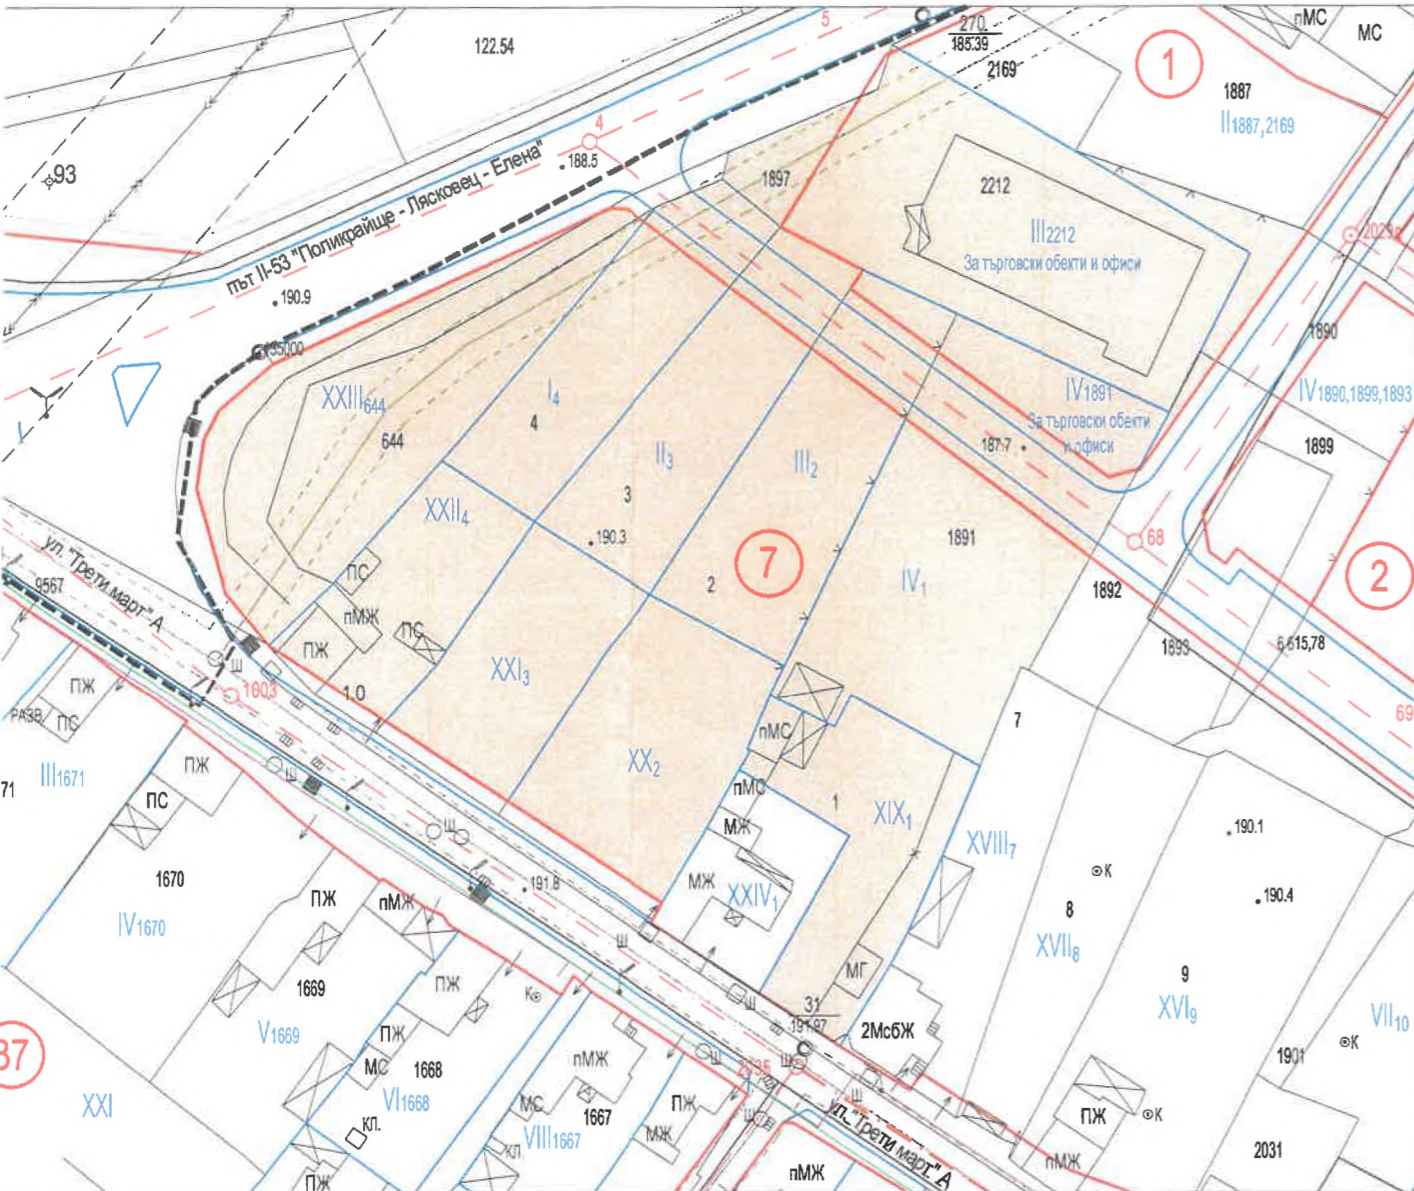 5
270
185.39
пМС
МС
122.54
1
2169
1887
II1887,2169
4
188.5
93
път II-53 "Поликрайще - Лясковец - Елена"
1897
2212
III2212
За търговски обекти и офиси
190.9
1890
XXIII644
I4
IV1891
IV1890,1899,1893
4
За търговски обекти
и офиси
644
II3
III2
187.7
1899
3
XXII4
190.3
1891
68
7
2
ул. "Трети март" А
9567
ПС
2
IV1
1892
пМЖ
ПС
ПЖ
1893
6.615,78
Ш
XXI3
1003
1.0
ПЖ
РАЗВ.
ПС
7
69
пМС
XX2
ПЖ
Ш
III1671
71
пМС
ПС
1
XIX1
190.1
Ш
МЖ
XVIII7
К
1670
191.8
МЖ
XXIV1
190.4
ПЖ
пМЖ
8
IV1670
Ш
XVII8
МГ
9
ПЖ
1669
К
Ш
31
191.97
XVI9
VII10
V1669
ПЖ
2МсбЖ
К
37
Ш
Ш
1901
МС
1668
пМЖ
VI1668
Ш
XXI
МС
ПЖ
1667
Ш
ул. "Трети март" А
ПЖ
К
КЛ.
VIII1667
МЖ
КЛ
2031
пМЖ
пМЖ
ПЖ